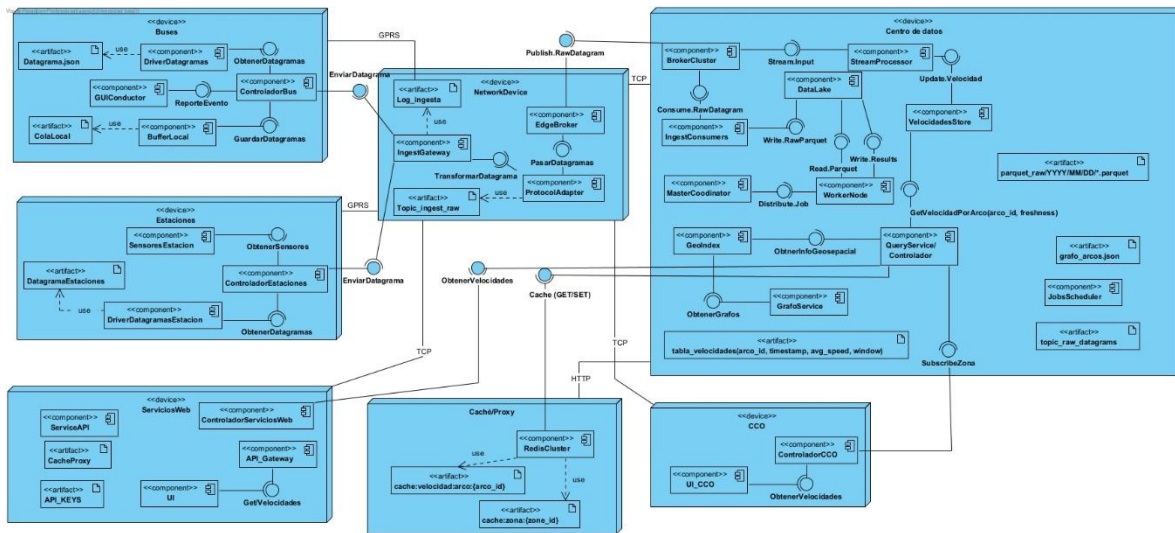 <<device>>
Buses
<<artifact>>
Datagrama.json
use
<<component>>
DriverDatagramas
ObtenerDatagramas
<<component>>
GUIConductor
ReporteEvento
<<component>>
ControladorBus
<<artifact>>
ColaLocal
use
<<component>>
BufferLocal
GuardarDatagramas
GPRS
EnviarDatagrama
<<device>>
NetworkDevice
<<artifact>>
Log_ingesta
use
<<component>>
IngestGateway
TransformarDatagrama
<<component>>
EdgeBroker
PasarDatagramas
<<component>>
ProtocolAdapter
use
<<artifact>>
Topic_ingest_raw
Publish.RawDatagram
TCP
<<device>>
Centro de datos
<<component>>
BrokerCluster
Stream.Input
<<component>>
StreamProcessor
Update.Velocidad
<<component>>
DataLake
Consume.RawDatagram
<<component>>
IngestConsumers
Write.RawParquet
<<component>>
VelocidadesStore
Write.Results
Read.Parquet
<<artifact>>
parquet_raw/YYYY/MM/DD/*.parquet
<<component>>
MasterCoodinator
Distribute.Job
<<component>>
WorkerNode
GetVelocidadPorArco(arco_id, freshness)
<<component>>
GeoIndex
ObtnerInfoGeosepacial
<<component>>
QueryService/
Controlador
<<artifact>>
grafo_arcos.json
<<component>>
GrafoService
ObtenerGrafos
<<component>>
JobsScheduler
<<artifact>>
tabla_velocidades(arco_id, timestamp, avg_speed, window)
<<artifact>>
topic_raw_datagrams
SubscribeZona
<<device>>
Estaciones
<<component>>
SensoresEstacion
ObtenerSensores
<<artifact>>
DatagramaEstaciones
<<component>>
ControladorEstaciones
use
<<component>>
DriverDatagramasEstacion
ObtenerDatagramas
GPRS
EnviarDatagrama
ObtenerVelocidades
Cache (GET/SET)
TCP
TCP
HTTP
<<device>>
ServiciosWeb
<<component>>
ServiceAPI
<<component>>
ControladorServiciosWeb
<<artifact>>
CacheProxy
<<component>>
API_Gateway
<<artifact>>
API_KEYS
<<component>>
UI
GetVelocidades
Caché/Proxy
<<component>>
RedisCluster
use
use
<<artifact>>
cache:velocidad:arco:{arco_id}
<<artifact>>
cache:zona:{zone_id}
<<device>>
CCO
<<component>>
ControladorCCO
<<component>>
UI_CCO
ObtenerVelocidades